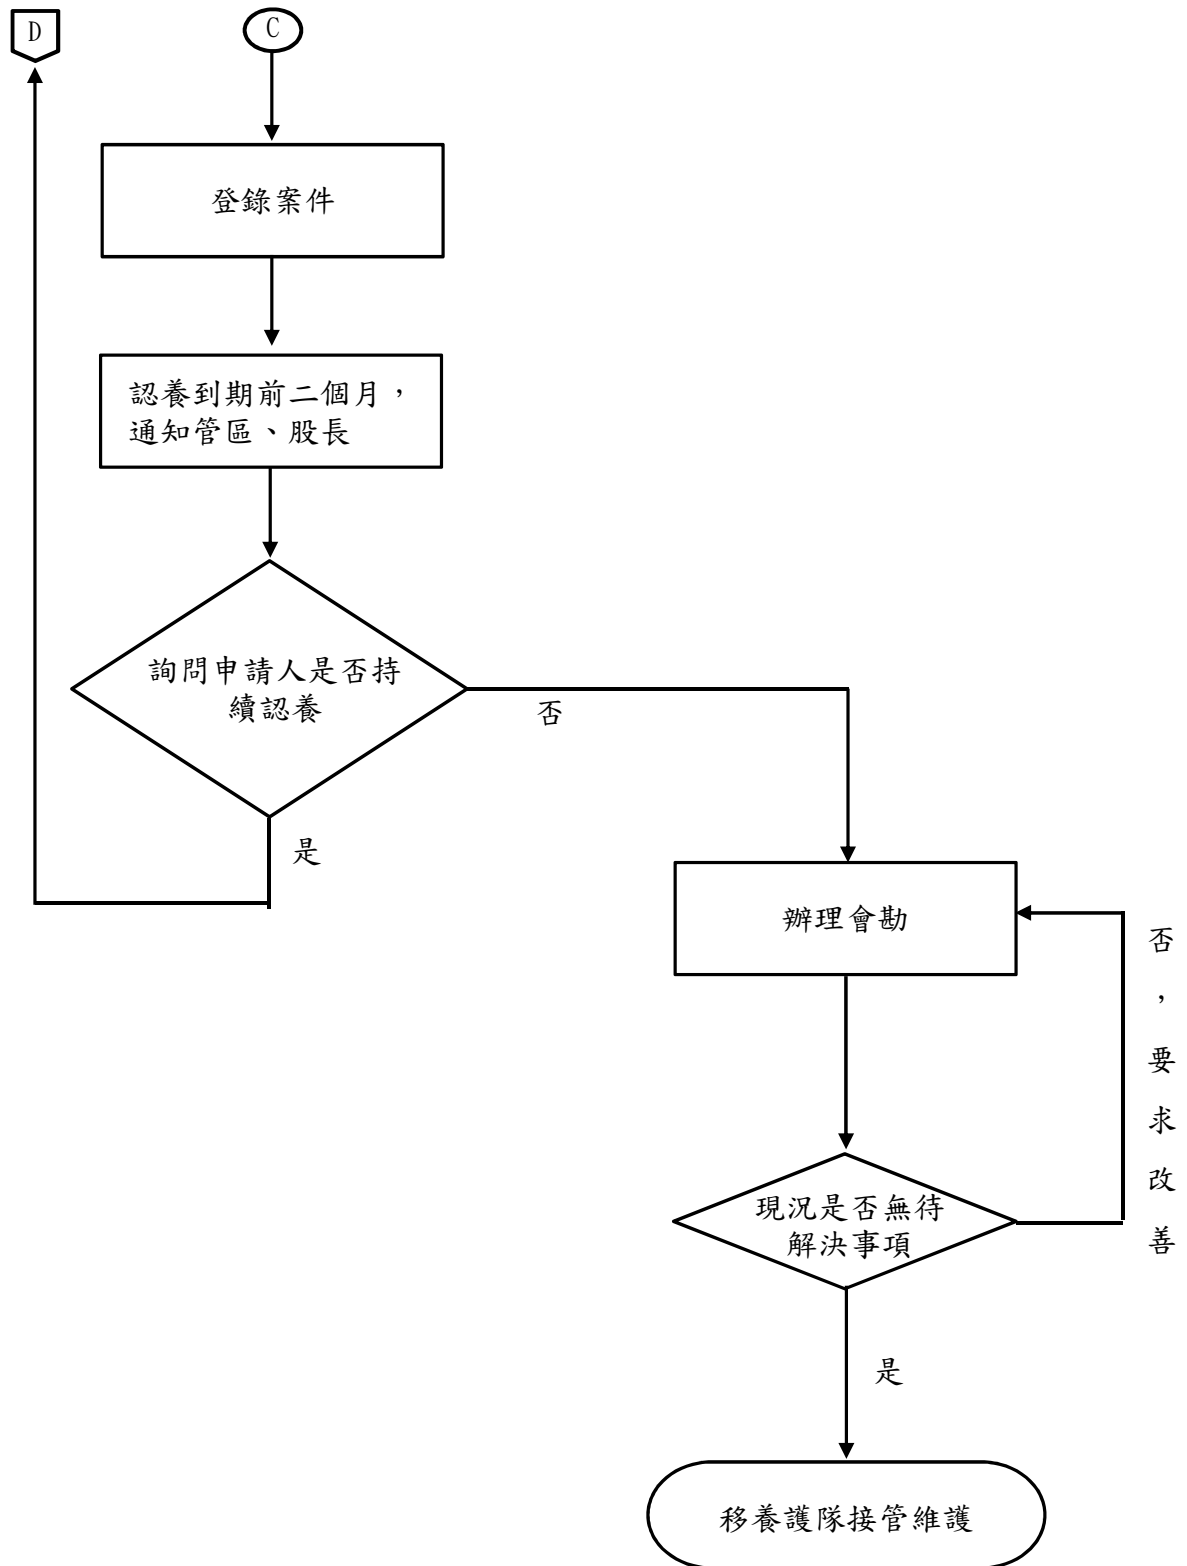 D
C
登錄案件
認養到期前二個月，
通知管區、股長
詢問申請人是否持
續認養
否
是
辦理會勘
否，要求改善
現況是否無待
解決事項
是
移養護隊接管維護